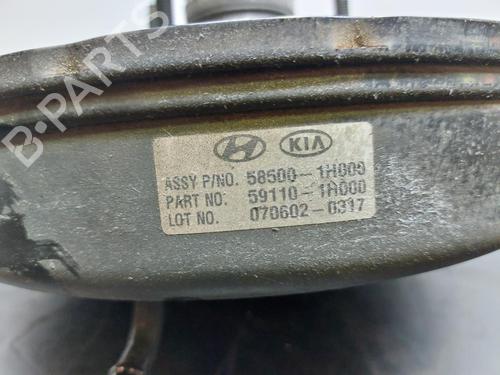 B-PARTS
KIA
ASSY P/NO. 58500-1H000
PART NO: 59110-1H000
LOT NO. 070602-0317